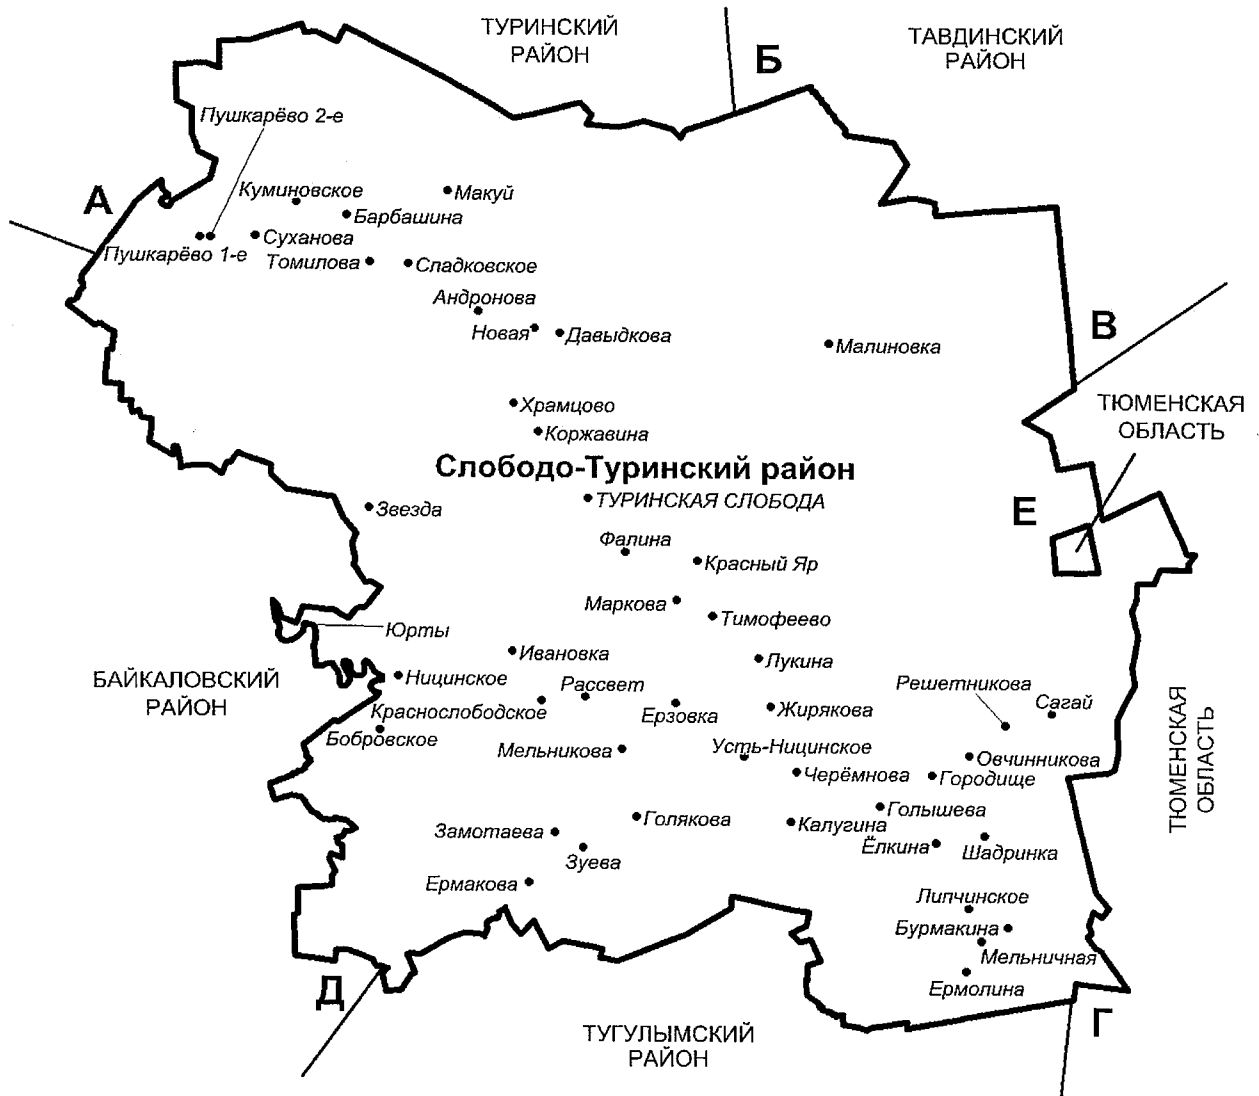 ТУРИНСКИЙ
РАЙОН
Б
ТАВДИНСКИЙ
РАЙОН
Пушкарёво 2-е
А
Куминовское
Макуй
Барбашина
Суханова
Пушкарёво 1-е
Томилова
Сладковское
Андронова
Новая
Давыдкова
Малиновка
В
ТЮМЕНСКАЯ
ОБЛАСТЬ
Храмцово
Коржавина
Слободо-Туринский район
Звезда
ТУРИНСКАЯ СЛОБОДА
Е
Фалина
Красный Яр
Маркова
Тимофеево
Юрты
Ивановка
Лукина
БАЙКАЛОВСКИЙ
РАЙОН
Ницинское
Рассвет
Решетникова
Сагай
Краснослободское
Ерзовка
Жирякова
Бобровское
Мельникова
Усть-Ницинское
Овчинникова
Черёмнова
Городище
ТЮМЕНСКАЯ
ОБЛАСТЬ
Голышева
Замотаева
Голякова
Калугина
Ёлкина
Шадринка
Зуева
Ермакова
Липчинское
Бурмакина
Мельничная
Ермолина
Д
Г
ТУГУЛЫМСКИЙ
РАЙОН